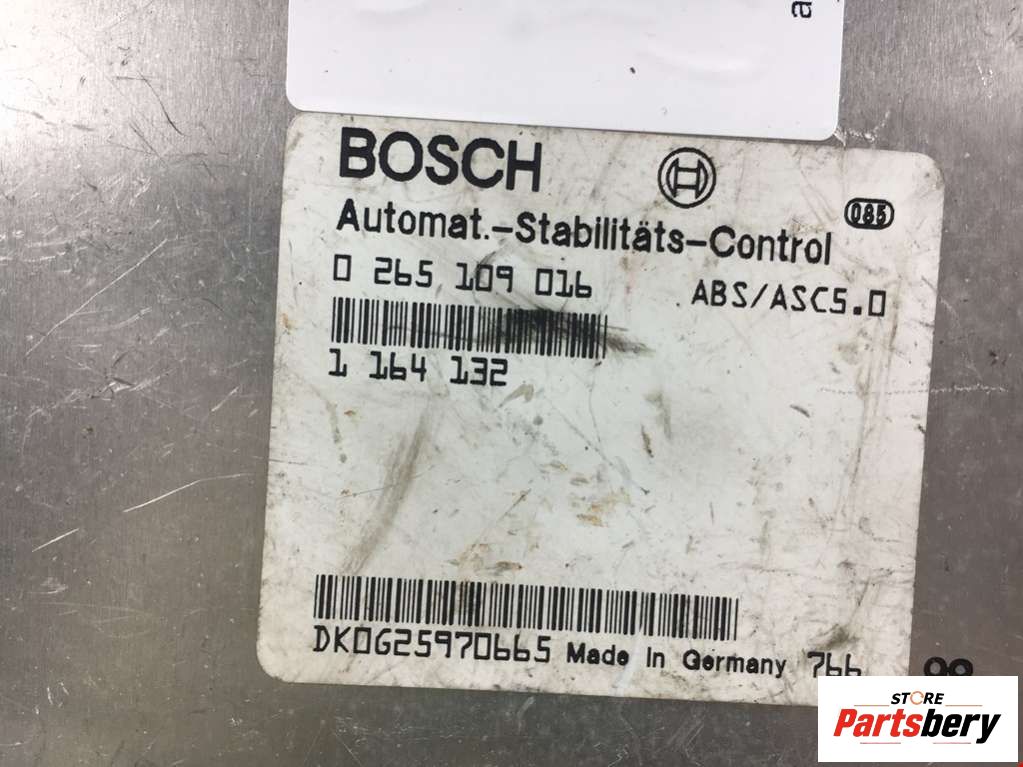 BOSCH
085
Automat.-Stabilitäts-Control
0 265 109 016 ABS/ASC5.0
1 164 132
DK0G25970665 Made in Germany 766
STORE
Partsbery